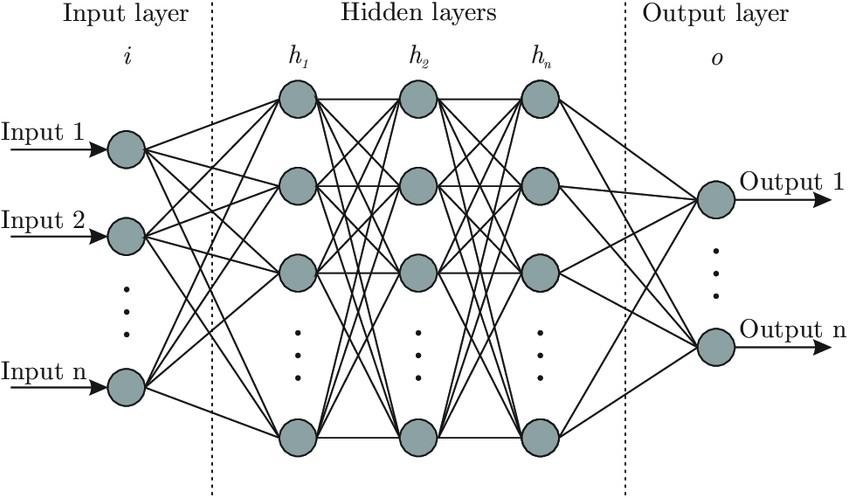 Input layer
Hidden layers
Output layer
i
h1
h2
hn
o
Input 1
Input 2
Input n
Output 1
Output n